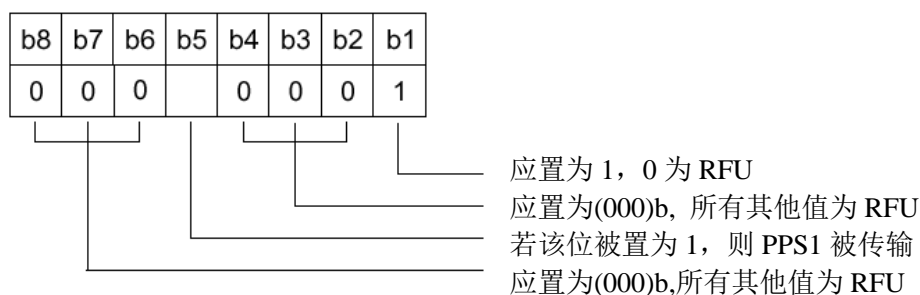 b8 b7 b6 b5 b4 b3 b2 b1
0 0 0 0 0 0 1
应置为 1，0 为 RFU
应置为(000)b, 所有其他值为 RFU
若该位被置为 1，则 PPS1 被传输
应置为(000)b,所有其他值为 RFU